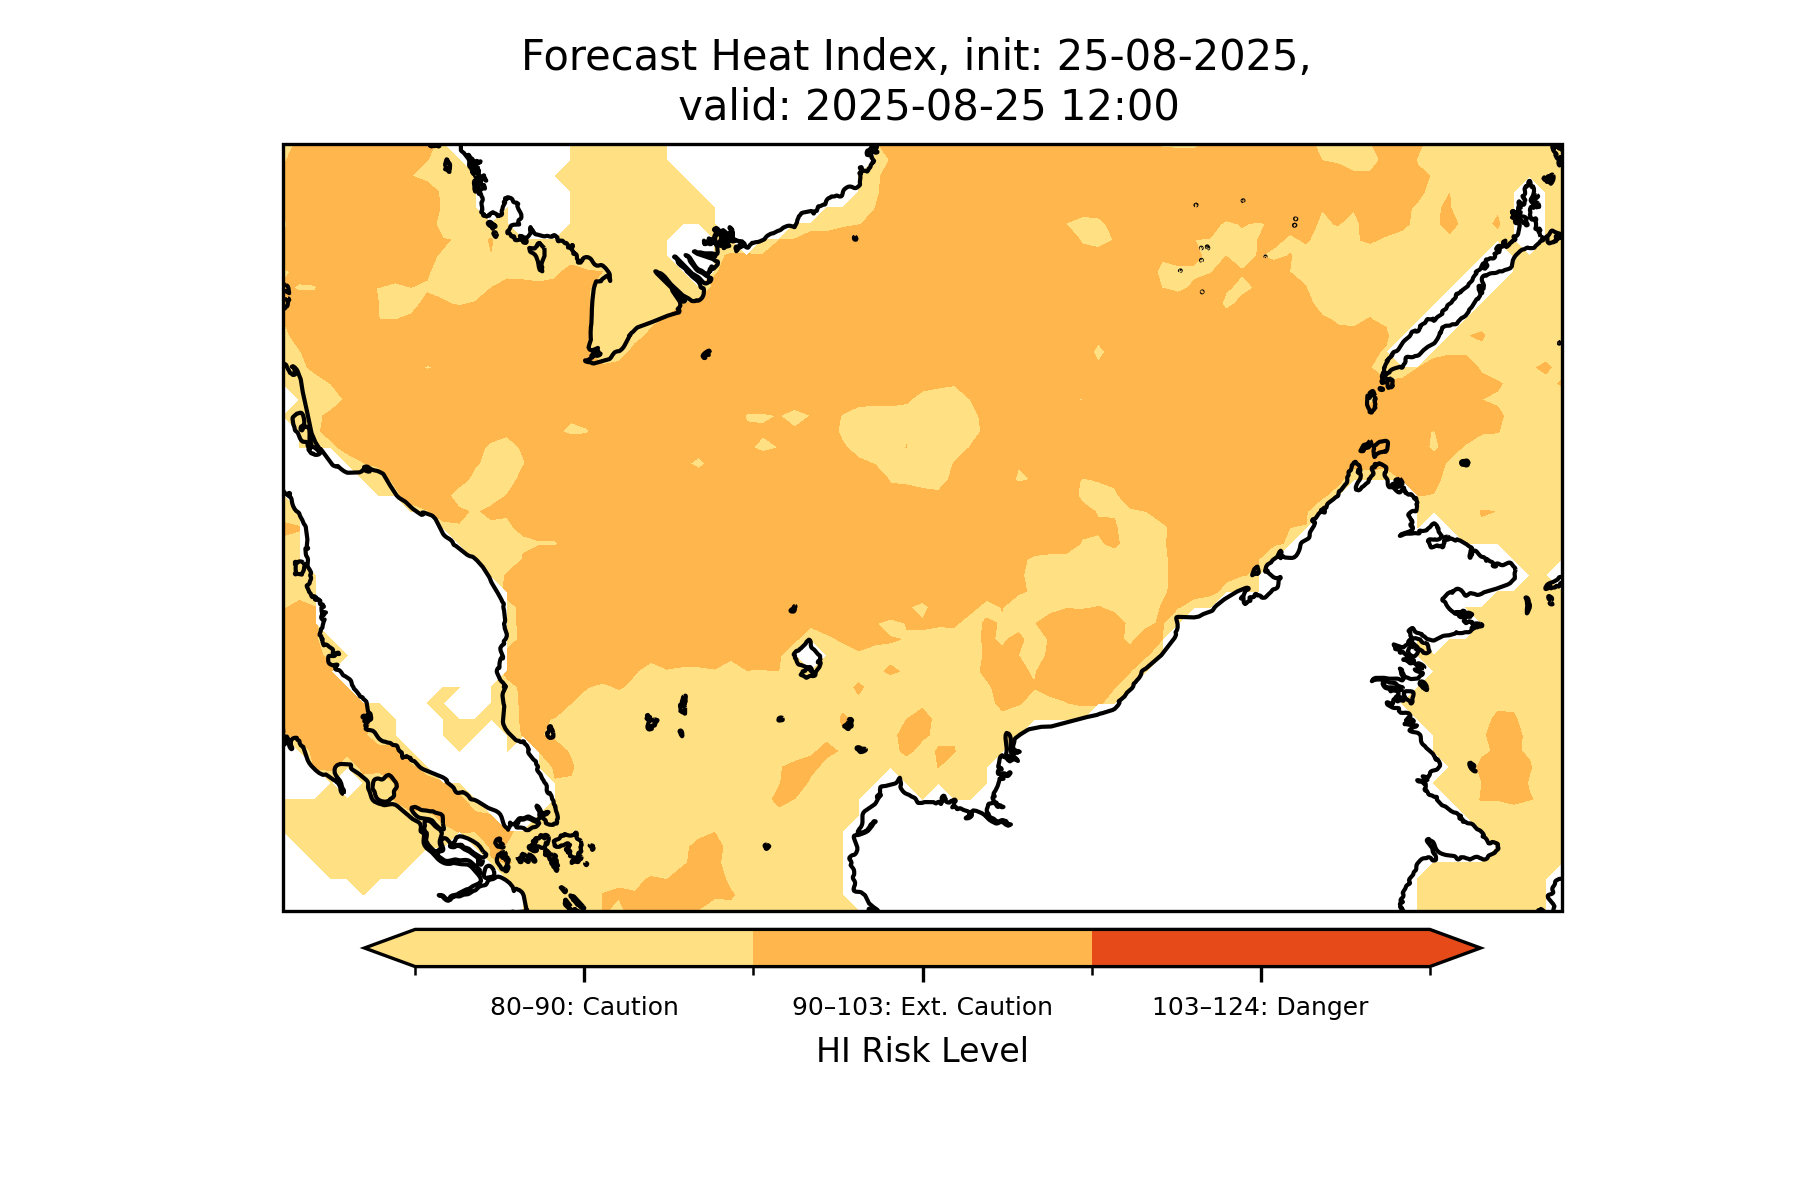 Forecast Heat Index, init: 25-08-2025,
valid: 2025-08-25 12:00
80–90: Caution
90–103: Ext. Caution
103–124: Danger
HI Risk Level